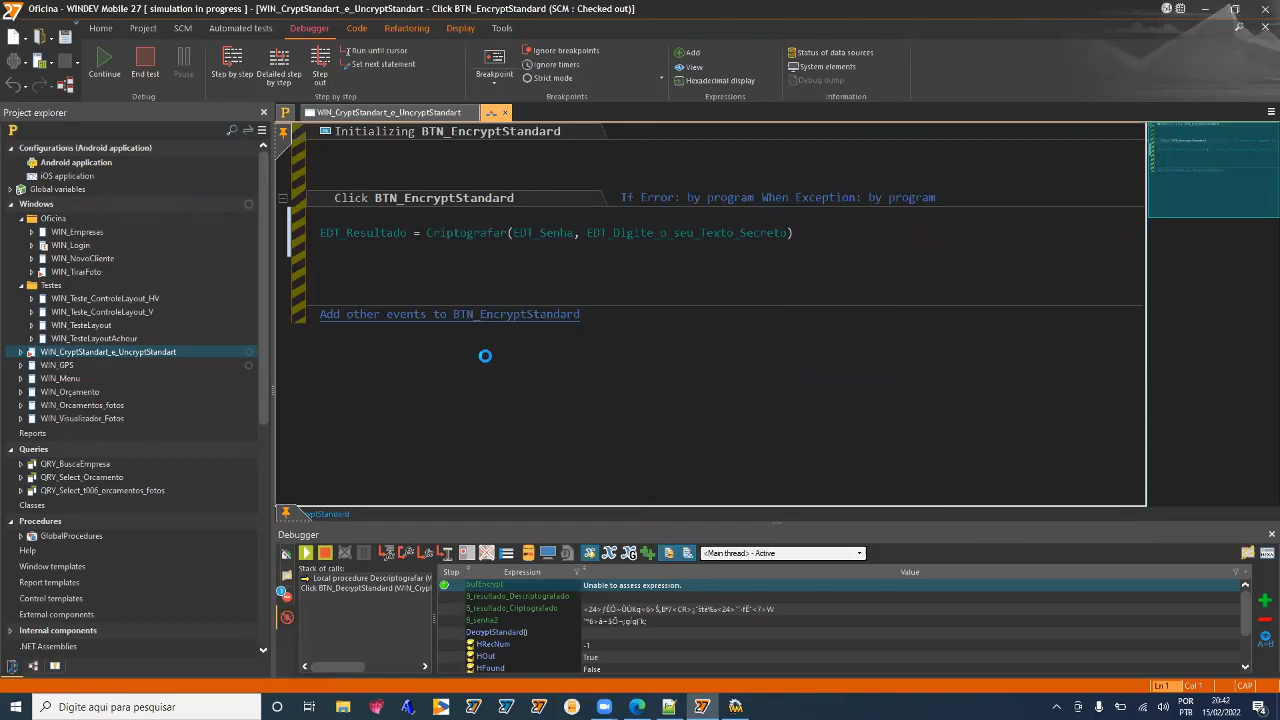 Oficina - WINDEV Mobile 27 [ simulation in progress ] - [WIN_CryptStandart_e_UncryptStandart - Click BTN_EncryptStandard (SCM : Checked out)]
Home Project SCM Automated tests Debugger Code Refactoring Display Tools
Continue End test Pause
Debug
Step by step Detailed step by step Step out
Run until cursor
Set next statement
Step by step
Breakpoint
Ignore breakpoints
Ignore timers
Strict mode
Breakpoints
Add
View
Hexadecimal display
Expressions
Status of data sources
System elements
Debug dump
Information
Project explorer
WIN_CryptStandart_e_UncryptStandart
Configurations (Android application)
Android application
iOS application
Global variables
Windows
Oficina
WIN_Empresas
WIN_Login
WIN_NovoCliente
WIN_TirarFoto
Testes
WIN_Teste_ControleLayout_HV
WIN_Teste_ControleLayout_V
WIN_TesteLayout
WIN_TesteLayoutAchour
WIN_CryptStandart_e_UncryptStandart
WIN_GPS
WIN_Menu
WIN_Orçamento
WIN_Orcamentos_fotos
WIN_Visualizador_Fotos
Reports
Queries
QRY_BuscaEmpresa
QRY_Select_Orcamento
QRY_Select_t006_orcamentos_fotos
Classes
Procedures
GlobalProcedures
Help
Window templates
Report templates
Control templates
External components
Internal components
.NET Assemblies
Initializing BTN_EncryptStandard
Click BTN_EncryptStandard If Error: by program When Exception: by program
EDT_Resultado = Criptografar(EDT_Senha, EDT_Digite_o_seu_Texto_Secreto)
Add other events to BTN_EncryptStandard
Debugger
<Main thread> - Active
Stack of calls:
Local procedure Descriptografar (W
Click BTN_DecryptStandard (WIN_Crypt
Stop Expression Value
bufEncrypt Unable to assess expression.
B_resultado_Descriptografado
B_resultado_Criptografado
B_senha2
DecryptStandard()
HRecNum -1
HOut True
HFound False
Ln 1 Col 1 CAP
Digite aqui para pesquisar
POR
PTB
20:42
15/02/2022